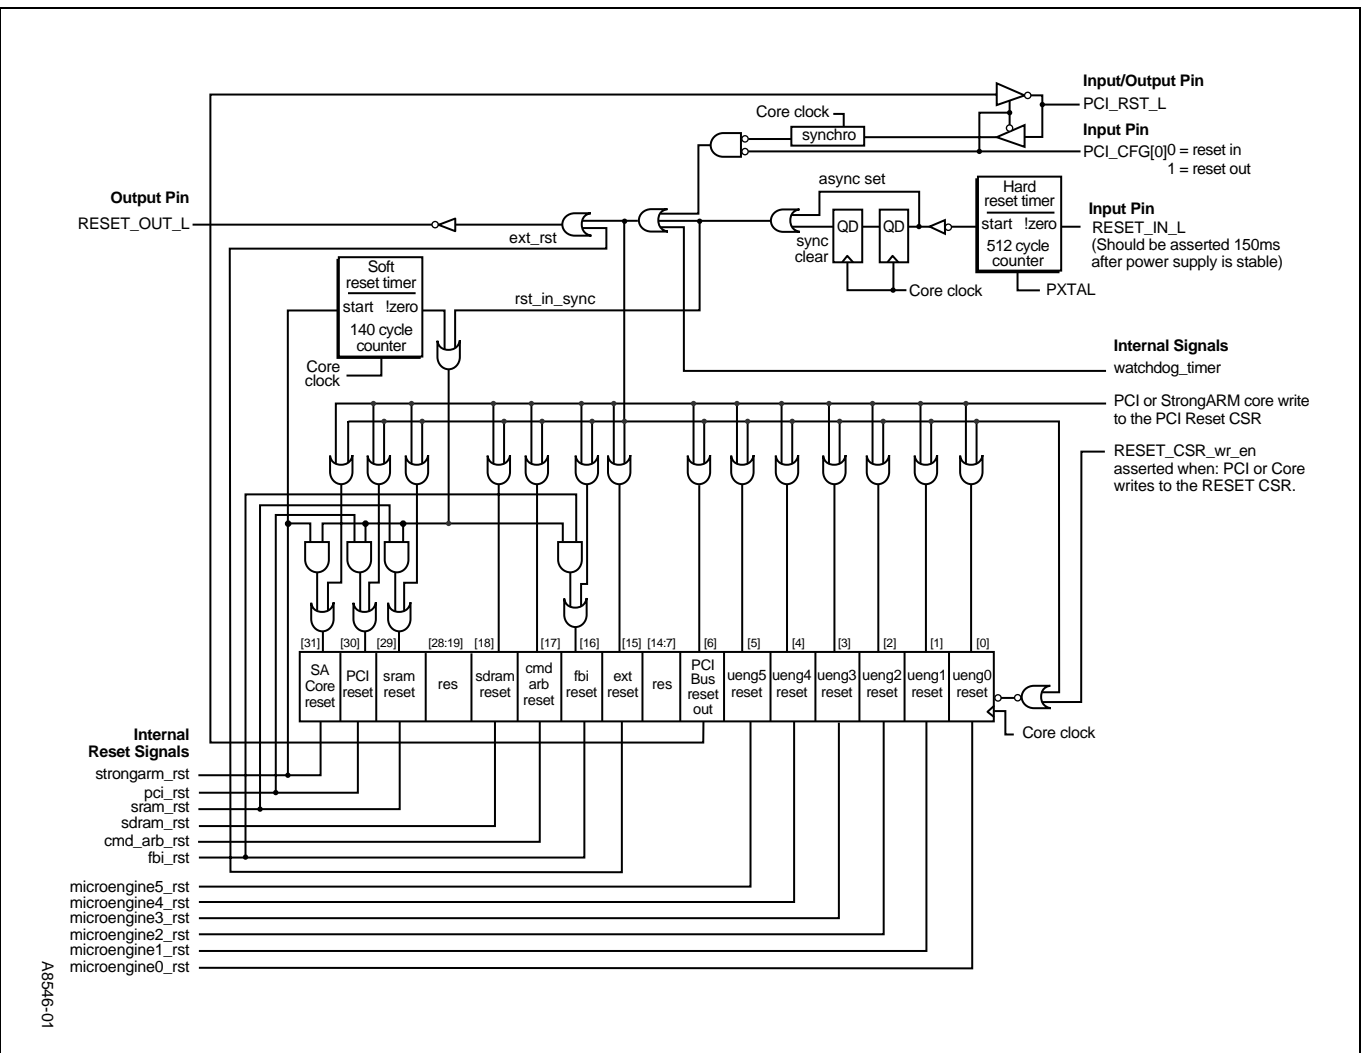 Input/Output Pin
PCI_RST_L
Core clock
synchro
Input Pin
PCI_CFG[0] 0 = reset in
1 = reset out
async set
Hard
reset timer
start !zero
512 cycle
counter
PXTAL
Input Pin
RESET_IN_L
(Should be asserted 150ms
after power supply is stable)
Output Pin
RESET_OUT_L
ext_rst
QD
QD
sync
clear
Core clock
Soft
reset timer
start !zero
140 cycle
counter
Core
clock
rst_in_sync
Internal Signals
watchdog_timer
PCI or StrongARM core write
to the PCI Reset CSR
RESET_CSR_wr_en
asserted when: PCI or Core
writes to the RESET CSR.
[31] [30] [29] [28:19] [18] [17] [16] [15] [14:7] [6] [5] [4] [3] [2] [1] [0]
SA
Core
reset
PCI
reset
sram
reset
res
sdram
reset
cmd
arb
reset
fbi
reset
ext
reset
res
PCI
Bus
reset
out
ueng5
reset
ueng4
reset
ueng3
reset
ueng2
reset
ueng1
reset
ueng0
reset
Core clock
Internal
Reset Signals
strongarm_rst
pci_rst
sram_rst
sdram_rst
cmd_arb_rst
fbi_rst
microengine5_rst
microengine4_rst
microengine3_rst
microengine2_rst
microengine1_rst
microengine0_rst
A8546-01